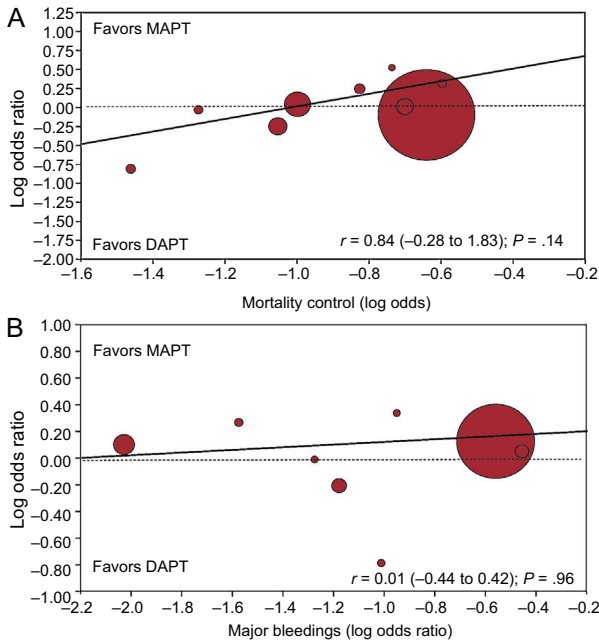 A
Favors MAPT
1.25
1.00
0.75
0.50
0.25
0.00
–0.25
–0.50
–0.75
–1.00
–1.25
–1.50
–1.75
–2.00
Log odds ratio
Favors DAPT
r = 0.84 (–0.28 to 1.83); P = .14
–1.6 –1.4 –1.2 –1.0 –0.8 –0.6 –0.4 –0.2
Mortality control (log odds)
B
Favors MAPT
1.00
0.80
0.60
0.40
0.20
0.00
–0.20
–0.40
–0.60
–0.80
–1.00
Log odds ratio
Favors DAPT
r = 0.01 (–0.44 to 0.42); P = .96
–2.2 –2.0 –1.8 –1.6 –1.4 –1.2 –1.0 –0.8 –0.6 –0.4 –0.2
Major bleedings (log odds ratio)